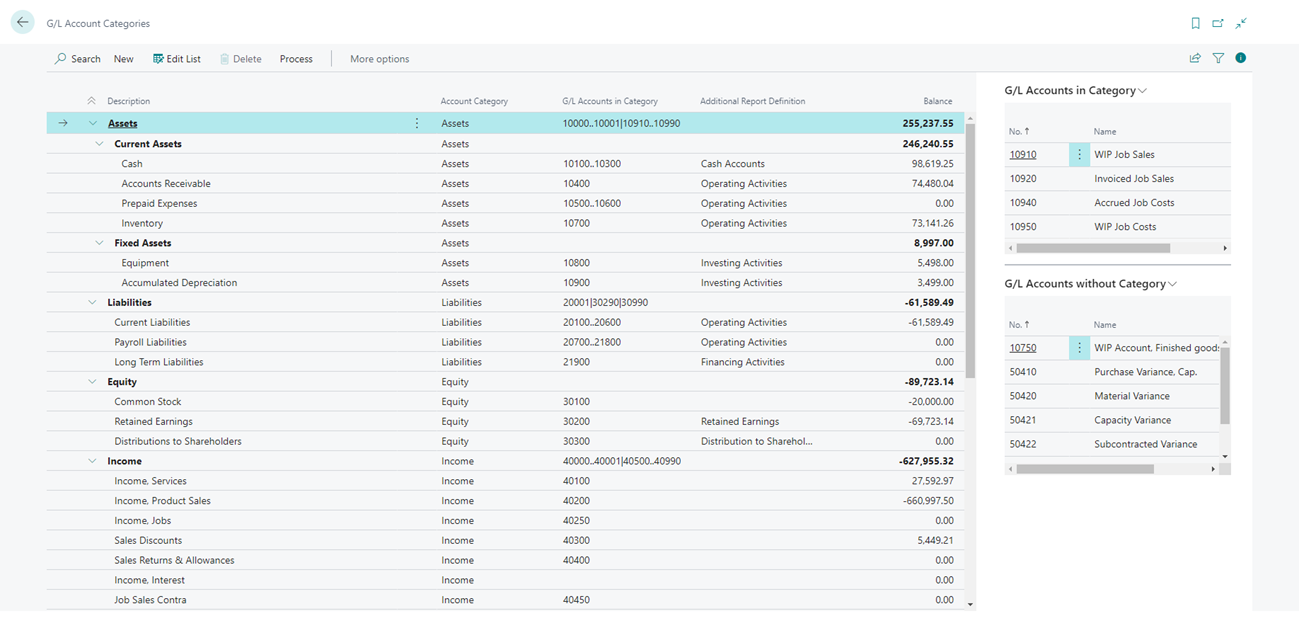 G/L Account Categories
Search New Edit List Delete Process More options
Description Account Category G/L Accounts in Category Additional Report Definition Balance
Assets Assets 10000..10001|10910..10990 255,237.55
Current Assets Assets 246,240.55
Cash Assets 10100..10300 Cash Accounts 98,619.25
Accounts Receivable Assets 10400 Operating Activities 74,480.04
Prepaid Expenses Assets 10500..10600 Operating Activities 0.00
Inventory Assets 10700 Operating Activities 73,141.26
Fixed Assets Assets 8,997.00
Equipment Assets 10800 Investing Activities 5,498.00
Accumulated Depreciation Assets 10900 Investing Activities 3,499.00
Liabilities Liabilities 20001|30290|30990 -61,589.49
Current Liabilities Liabilities 20100..20600 Operating Activities -61,589.49
Payroll Liabilities Liabilities 20700..21800 Operating Activities 0.00
Long Term Liabilities Liabilities 21900 Financing Activities 0.00
Equity Equity -89,723.14
Common Stock Equity 30100 -20,000.00
Retained Earnings Equity 30200 Retained Earnings -69,723.14
Distributions to Shareholders Equity 30300 Distribution to Sharehol... 0.00
Income Income 40000..40001|40500..40990 -627,955.32
Income, Services Income 40100 27,592.97
Income, Product Sales Income 40200 -660,997.50
Income, Jobs Income 40250 0.00
Sales Discounts Income 40300 5,449.21
Sales Returns & Allowances Income 40400 0.00
Income, Interest Income 0.00
Job Sales Contra Income 40450 0.00
G/L Accounts in Category
No. ↑ Name
10910 WIP Job Sales
10920 Invoiced Job Sales
10940 Accrued Job Costs
10950 WIP Job Costs
G/L Accounts without Category
No. ↑ Name
10750 WIP Account, Finished goods
50410 Purchase Variance, Cap.
50420 Material Variance
50421 Capacity Variance
50422 Subcontracted Variance